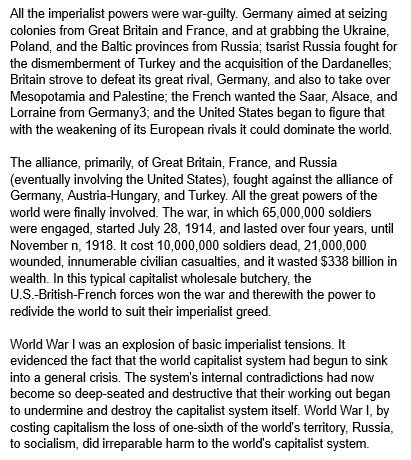 All the imperialist powers were war-guilty. Germany aimed at seizing
colonies from Great Britain and France, and at grabbing the Ukraine,
Poland, and the Baltic provinces from Russia; tsarist Russia fought for
the dismemberment of Turkey and the acquisition of the Dardanelles;
Britain strove to defeat its great rival, Germany, and also to take over
Mesopotamia and Palestine; the French wanted the Saar, Alsace, and
Lorraine from Germany3; and the United States began to figure that
with the weakening of its European rivals it could dominate the world.
The alliance, primarily, of Great Britain, France, and Russia
(eventually involving the United States), fought against the alliance of
Germany, Austria-Hungary, and Turkey. All the great powers of the
world were finally involved. The war, in which 65,000,000 soldiers
were engaged, started July 28, 1914, and lasted over four years, until
November n, 1918. It cost 10,000,000 soldiers dead, 21,000,000
wounded, innumerable civilian casualties, and it wasted $338 billion in
wealth. In this typical capitalist wholesale butchery, the
U.S.-British-French forces won the war and therewith the power to
redivide the world to suit their imperialist greed.
World War I was an explosion of basic imperialist tensions. It
evidenced the fact that the world capitalist system had begun to sink
into a general crisis. The system's internal contradictions had now
become so deep-seated and destructive that their working out began
to undermine and destroy the capitalist system itself. World War I, by
costing capitalism the loss of one-sixth of the world's territory, Russia,
to socialism, did irreparable harm to the world's capitalist system.